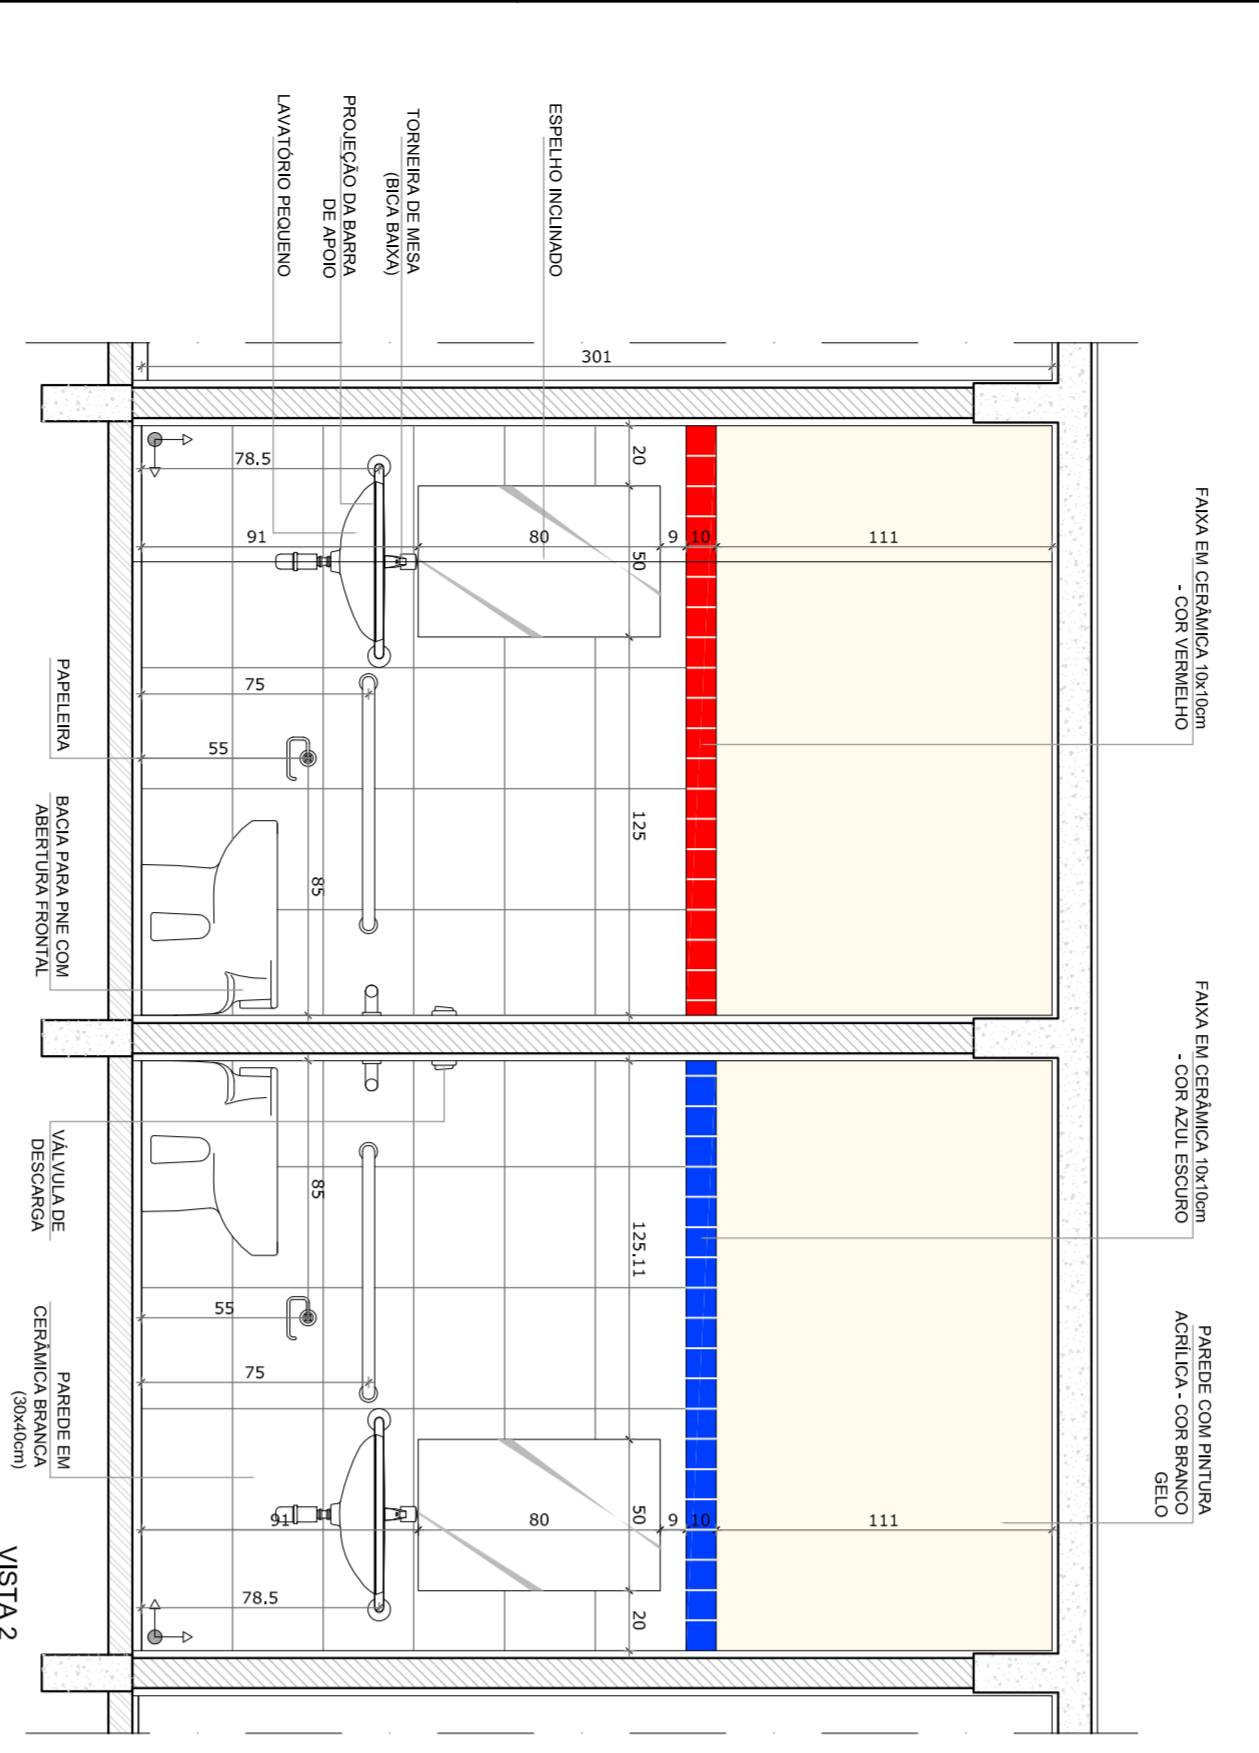 FAIXA EM CERÂMICA 10x10cm
- COR VERMELHO
FAIXA EM CERÂMICA 10x10cm
- COR AZUL ESCURO
PAREDE COM PINTURA
ACRÍLICA - COR BRANCO
GELO
ESPELHO INCLINADO
TORNEIRA DE MESA
(BICA BAIXA)
PROJEÇÃO DA BARRA
DE APOIO
LAVATÓRIO PEQUENO
301
111
10
9
80
91
78.5
20
50
125
75
55
85
111
10
9
80
91
78.5
125.11
50
20
85
55
75
PAPELEIRA
BACIA PARA PNE COM
ABERTURA FRONTAL
VÁLVULA DE
DESCARGA
PAREDE EM
CERÂMICA BRANCA
(30x40cm)
VISTA 2